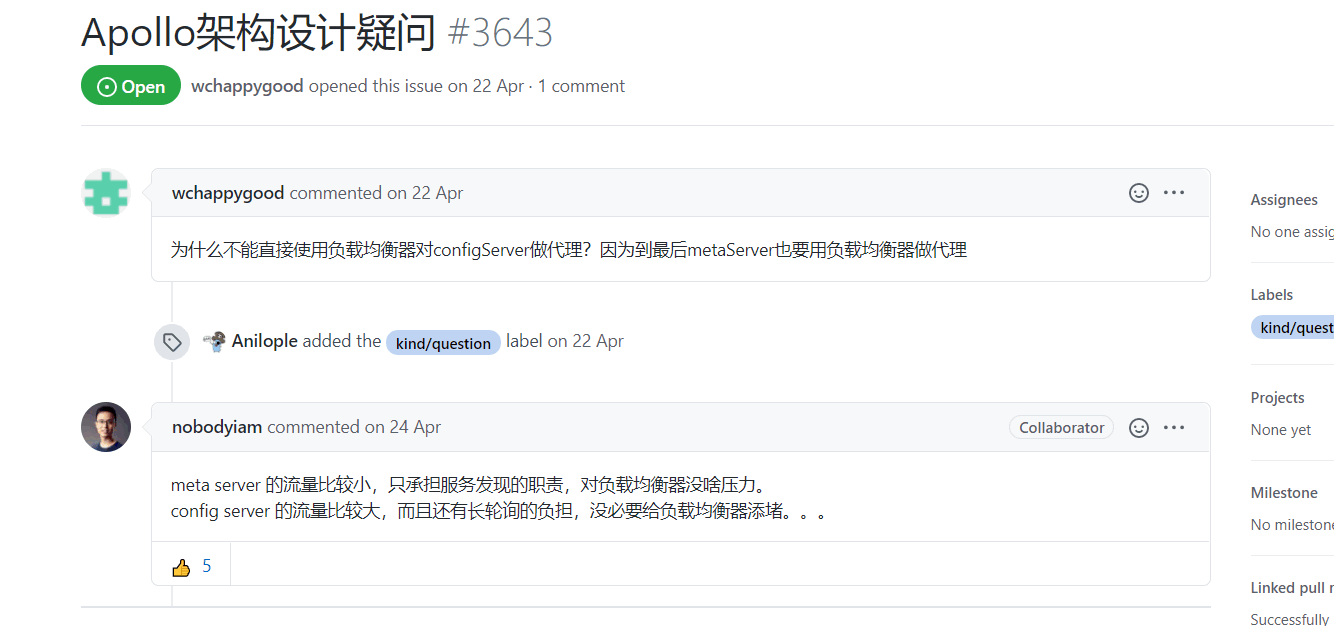 Apollo架构设计疑问 #3643
Open wchappygood opened this issue on 22 Apr · 1 comment
wchappygood commented on 22 Apr
为什么不能直接使用负载均衡器对configServer做代理？因为到最后metaServer也要用负载均衡器做代理
Anilople added the kind/question label on 22 Apr
nobodyiam commented on 24 Apr Collaborator
meta server 的流量比较小，只承担服务发现的职责，对负载均衡器没啥压力。
config server 的流量比较大，而且还有长轮询的负担，没必要给负载均衡器添堵。。。
👍 5
Assignees
No one assig
Labels
kind/quest
Projects
None yet
Milestone
No mileston
Linked pull r
Successfully